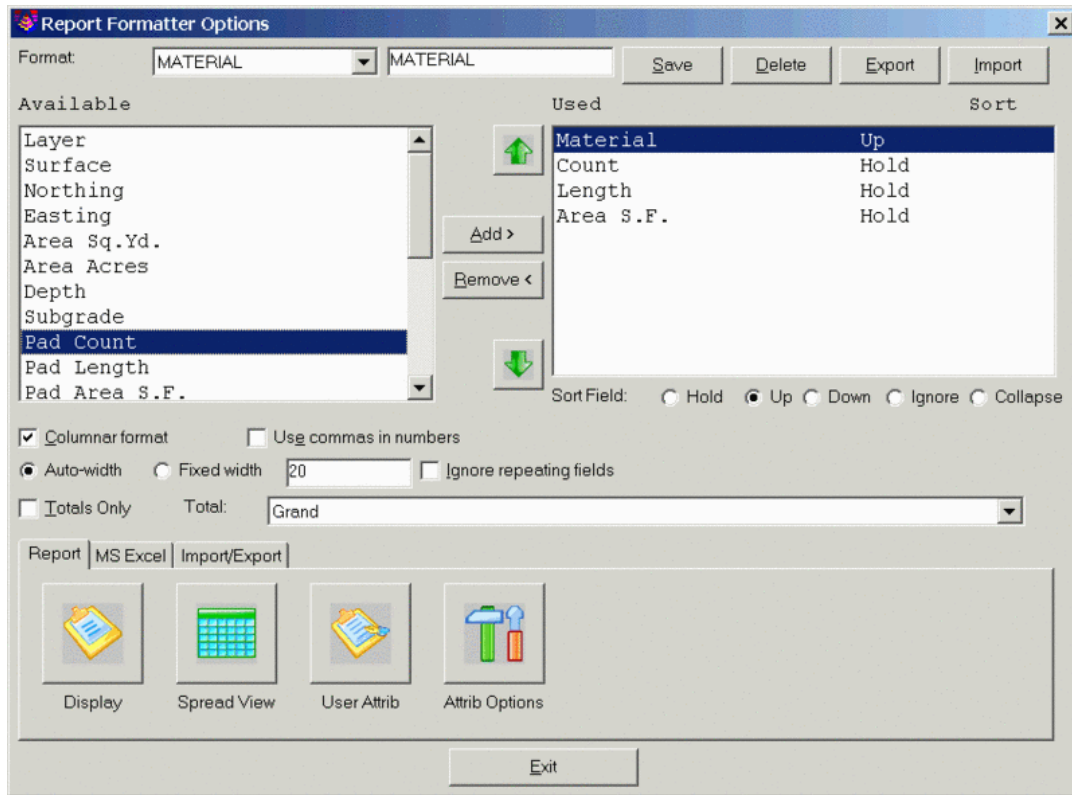 Report Formatter Options
Format: MATERIAL MATERIAL Save Delete Export Import
Available Used Sort
Layer
Surface
Northing
Easting
Area Sq.Yd.
Area Acres
Depth
Subgrade
Pad Count
Pad Length
Pad Area S.F.
Add >
Remove <
Material Up
Count Hold
Length Hold
Area S.F. Hold
Sort Field: Hold Up Down Ignore Collapse
Columnar format Use commas in numbers
Auto-width Fixed width 20 Ignore repeating fields
Totals Only Total: Grand
Report MS Excel Import/Export
Display Spread View User Attrib Attrib Options
Exit